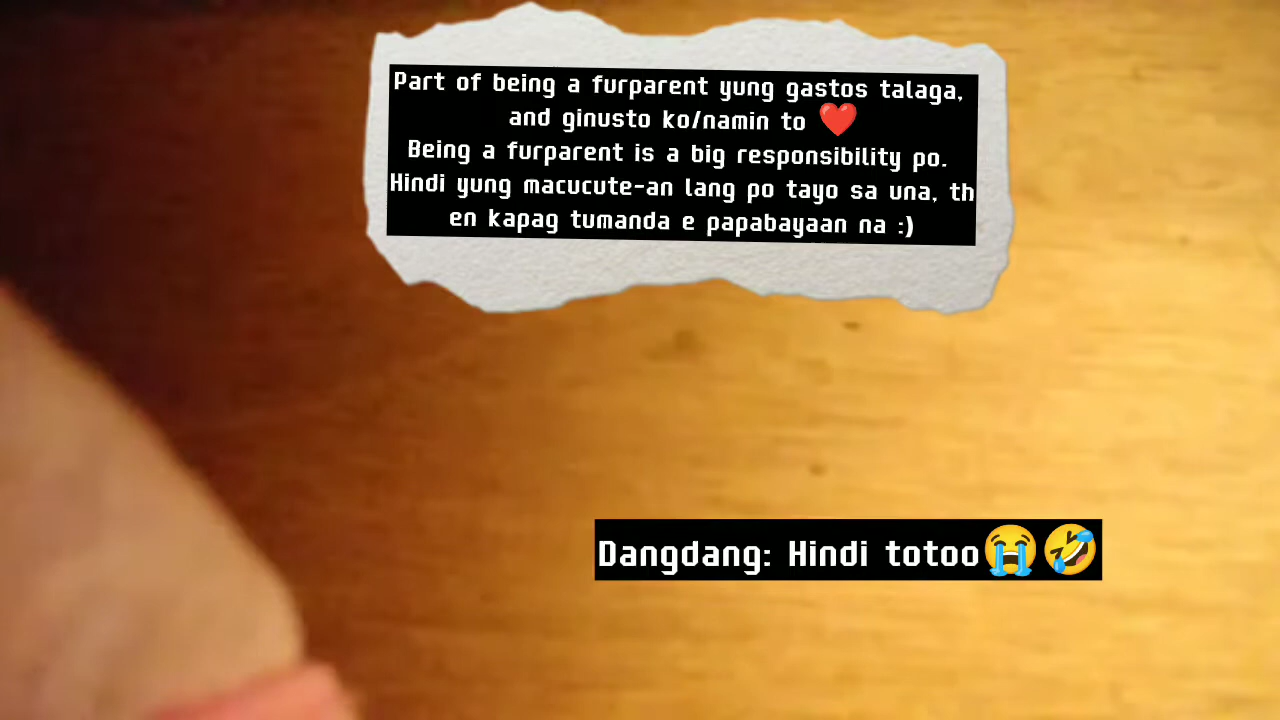 Part of being a furparent yung gastos talaga,
and ginusto ko/namin to ❤️
Being a furparent is a big responsibility po.
Hindi yung macucute-an lang po tayo sa una, th
en kapag tumanda e papabayaan na :)
Dangdang: Hindi totoo😭🤣